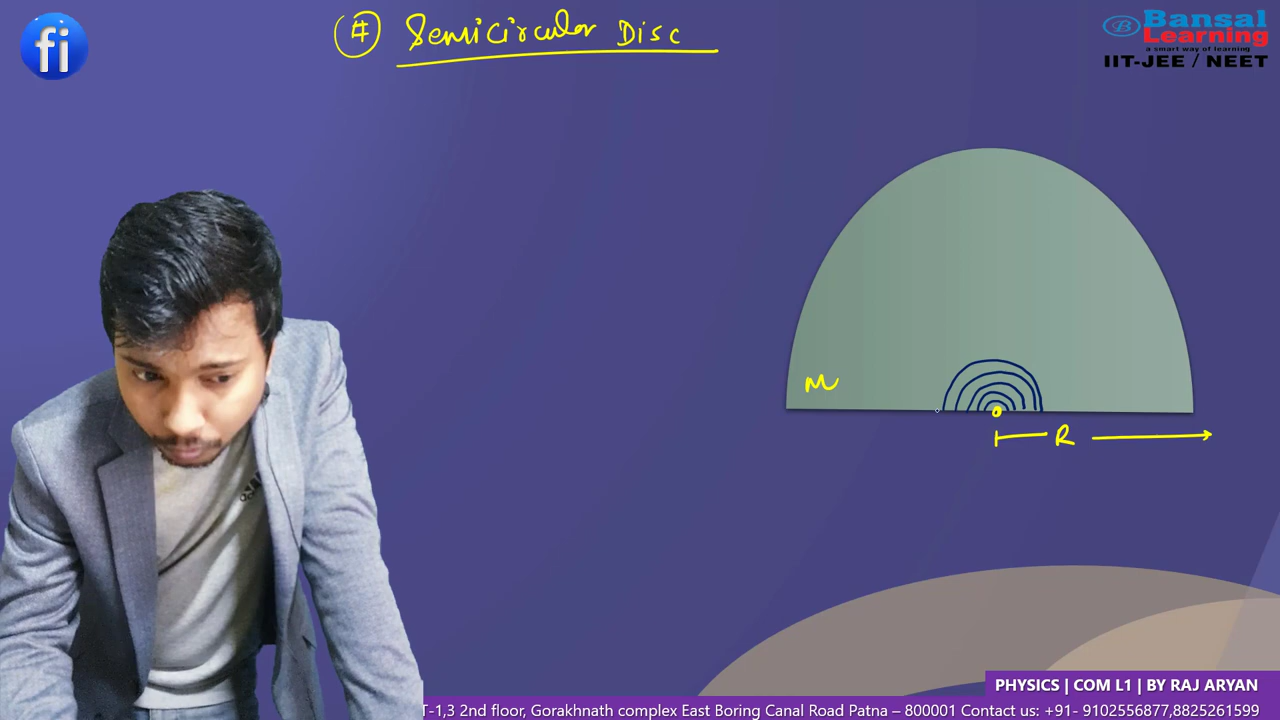 fi
(#) Semicircular Disc
B Bansal
Learning
a smart way of learning
IIT-JEE / NEET
M
O
R
PHYSICS | COM L1 | BY RAJ ARYAN
T-1,3 2nd floor, Gorakhnath complex East Boring Canal Road Patna – 800001 Contact us: +91- 9102556877,8825261599